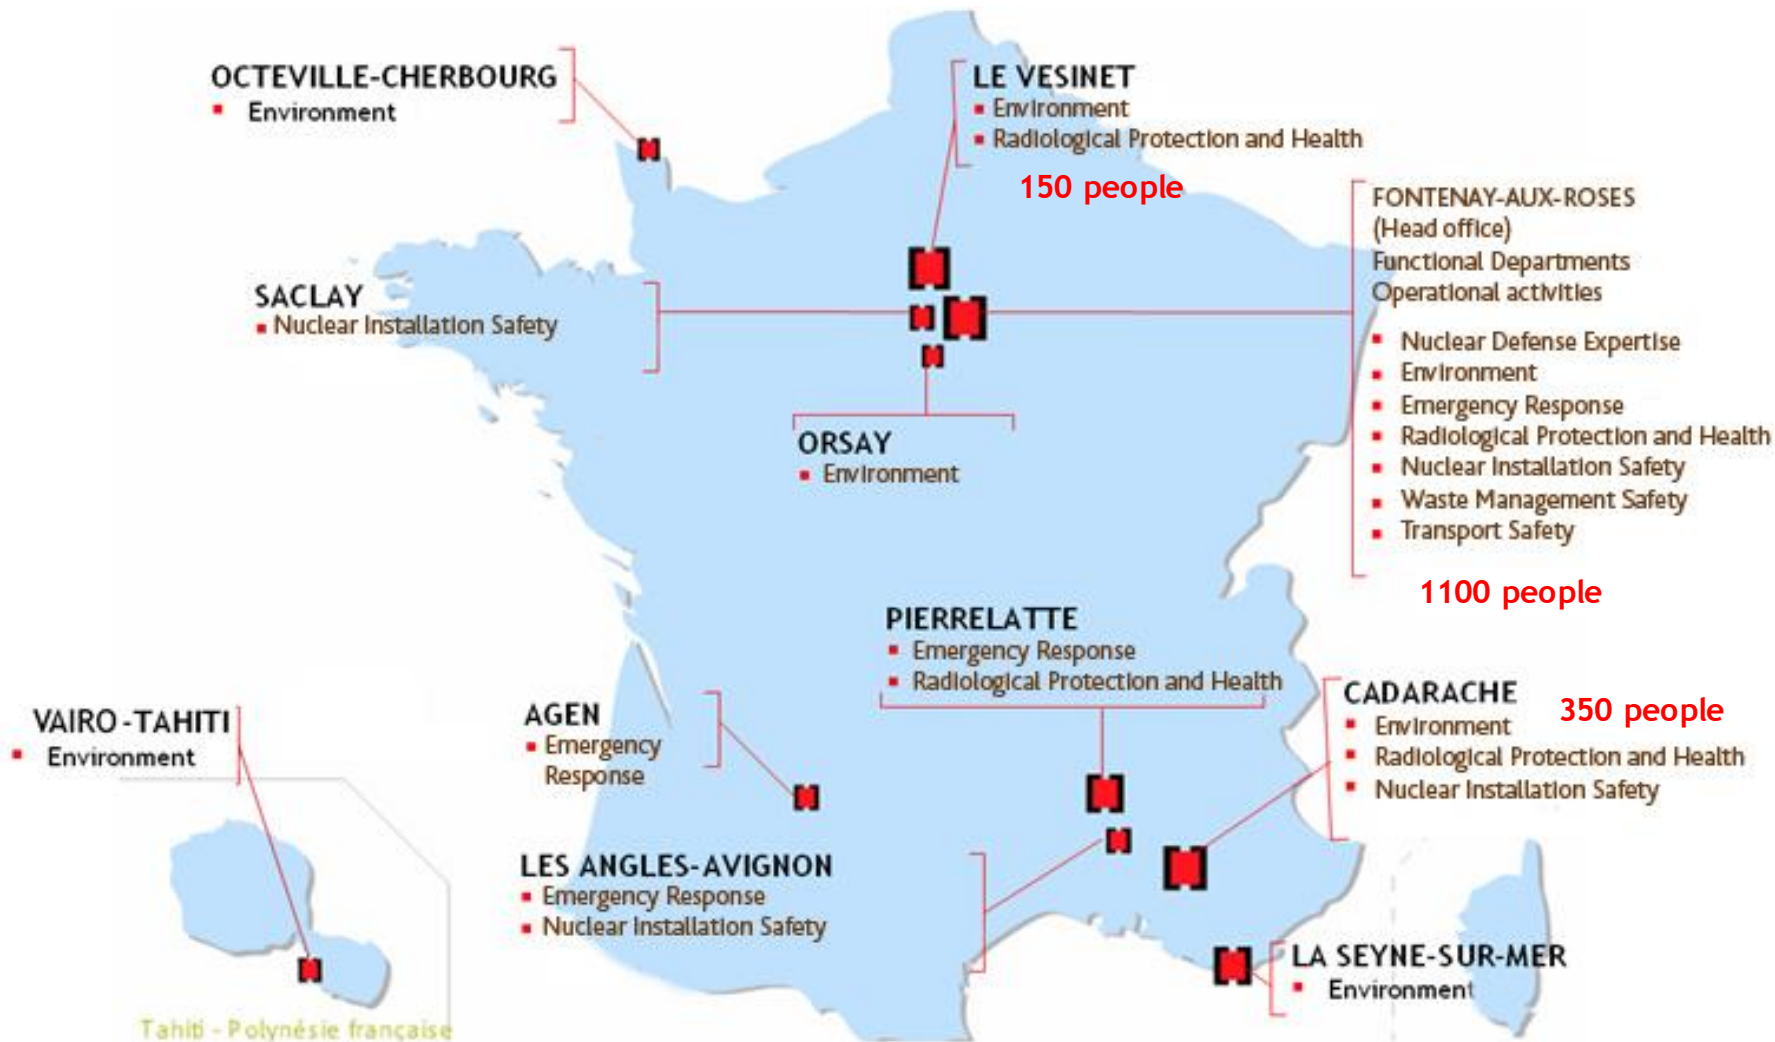 OCTEVILLE-CHERBOURG
Environment
LE VESINET
Environment
Radiological Protection and Health
150 people
FONTENAY-AUX-ROSES
(Head office)
Functional Departments
Operational activities
Nuclear Defense Expertise
Environment
Emergency Response
Radiological Protection and Health
Nuclear Installation Safety
Waste Management Safety
Transport Safety
1100 people
SACLAY
Nuclear Installation Safety
ORSAY
Environment
PIERRELATTE
Emergency Response
Radiological Protection and Health
CADARACHE
350 people
Environment
Radiological Protection and Health
Nuclear Installation Safety
VAIRO-TAHITI
Environment
AGEN
Emergency
Response
LES ANGLES-AVIGNON
Emergency Response
Nuclear Installation Safety
LA SEYNE-SUR-MER
Environment
Tahiti - Polynésie française